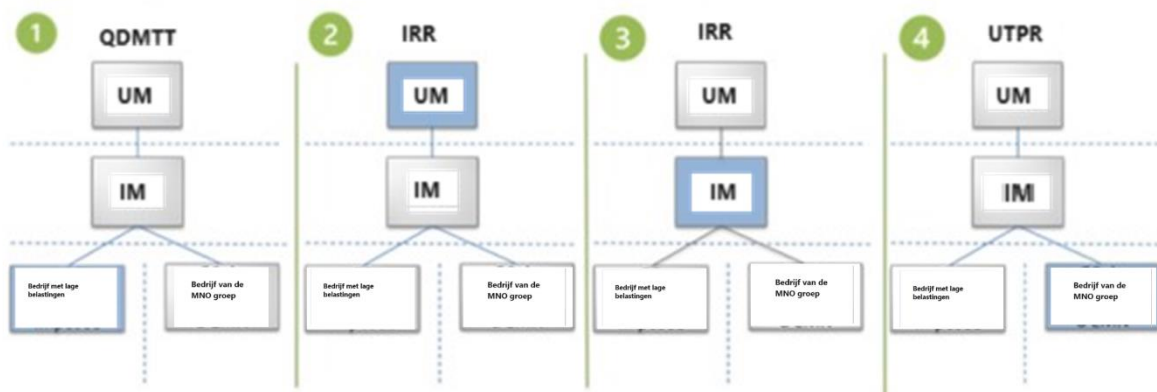 1 QDMTT
UM
IM
Bedrijf met lage
belastingen
Bedrijf van de
MNO groep
2 IRR
UM
IM
Bedrijf met lage
belastingen
Bedrijf van de
MNO groep
3 IRR
UM
IM
Bedrijf met lage
belastingen
Bedrijf van de
MNO groep
4 UTPR
UM
IM
Bedrijf met lage
belastingen
Bedrijf van de
MNO groep